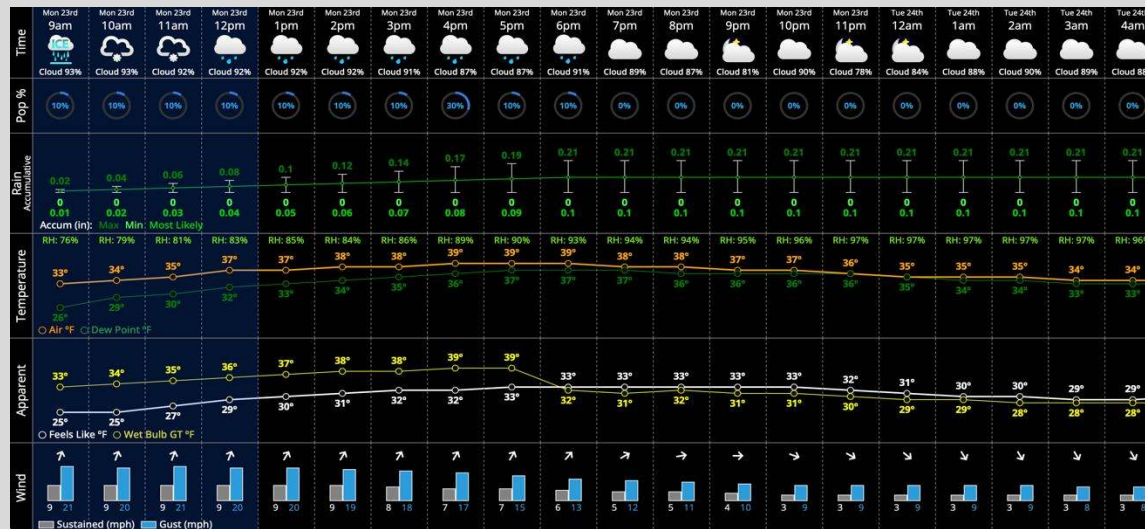 Time
Mon 23rd Mon 23rd Mon 23rd Mon 23rd Mon 23rd Mon 23rd Mon 23rd Mon 23rd Mon 23rd Mon 23rd Mon 23rd Mon 23rd Mon 23rd Mon 23rd Mon 23rd Tue 24th Tue 24th Tue 24th Tue 24th Tue 24th
9am 10am 11am 12pm 1pm 2pm 3pm 4pm 5pm 6pm 7pm 8pm 9pm 10pm 11pm 12am 1am 2am 3am 4am
ICE
Cloud 93% Cloud 93% Cloud 92% Cloud 92% Cloud 92% Cloud 92% Cloud 91% Cloud 87% Cloud 87% Cloud 91% Cloud 89% Cloud 87% Cloud 81% Cloud 90% Cloud 78% Cloud 84% Cloud 88% Cloud 90% Cloud 89% Cloud 88
Pop %
10% 10% 10% 10% 10% 10% 10% 30% 10% 10% 0% 0% 0% 0% 0% 0% 0% 0% 0% 0%
Rain
Accumulative
0.02 0.04 0.06 0.08 0.1 0.12 0.14 0.17 0.19 0.21 0.21 0.21 0.21 0.21 0.21 0.21 0.21 0.21 0.21 0.21
0 0 0 0 0 0 0 0 0 0 0 0 0 0 0 0 0 0 0 0
0.01 0.02 0.03 0.04 0.05 0.06 0.07 0.08 0.09 0.1 0.1 0.1 0.1 0.1 0.1 0.1 0.1 0.1 0.1 0.1
Accum (in): Max Min Most Likely
Temperature
RH: 76% RH: 79% RH: 81% RH: 83% RH: 85% RH: 84% RH: 86% RH: 89% RH: 90% RH: 93% RH: 94% RH: 94% RH: 95% RH: 96% RH: 97% RH: 97% RH: 97% RH: 97% RH: 97% RH: 96%
33° 34° 35° 37° 37° 38° 38° 39° 39° 39° 38° 38° 37° 37° 36° 35° 35° 35° 34° 34°
26° 29° 30° 32° 33° 34° 35° 36° 37° 37° 37° 36° 36° 36° 36° 35° 34° 34° 33° 33°
Air °F Dew Point °F
Apparent
33° 34° 35° 36° 37° 38° 38° 39° 39° 33° 33° 33° 33° 33° 32° 31° 30° 30° 29° 29°
25° 25° 27° 29° 30° 31° 32° 32° 33° 32° 31° 32° 31° 31° 30° 29° 29° 28° 28° 28°
Feels Like °F Wet Bulb GT °F
Wind
9 21 9 20 9 21 9 20 9 20 9 19 8 18 7 17 7 15 6 13 5 12 5 11 4 10 3 9 3 9 3 9 3 9 3 9 3 8 3
Sustained (mph) Gust (mph)